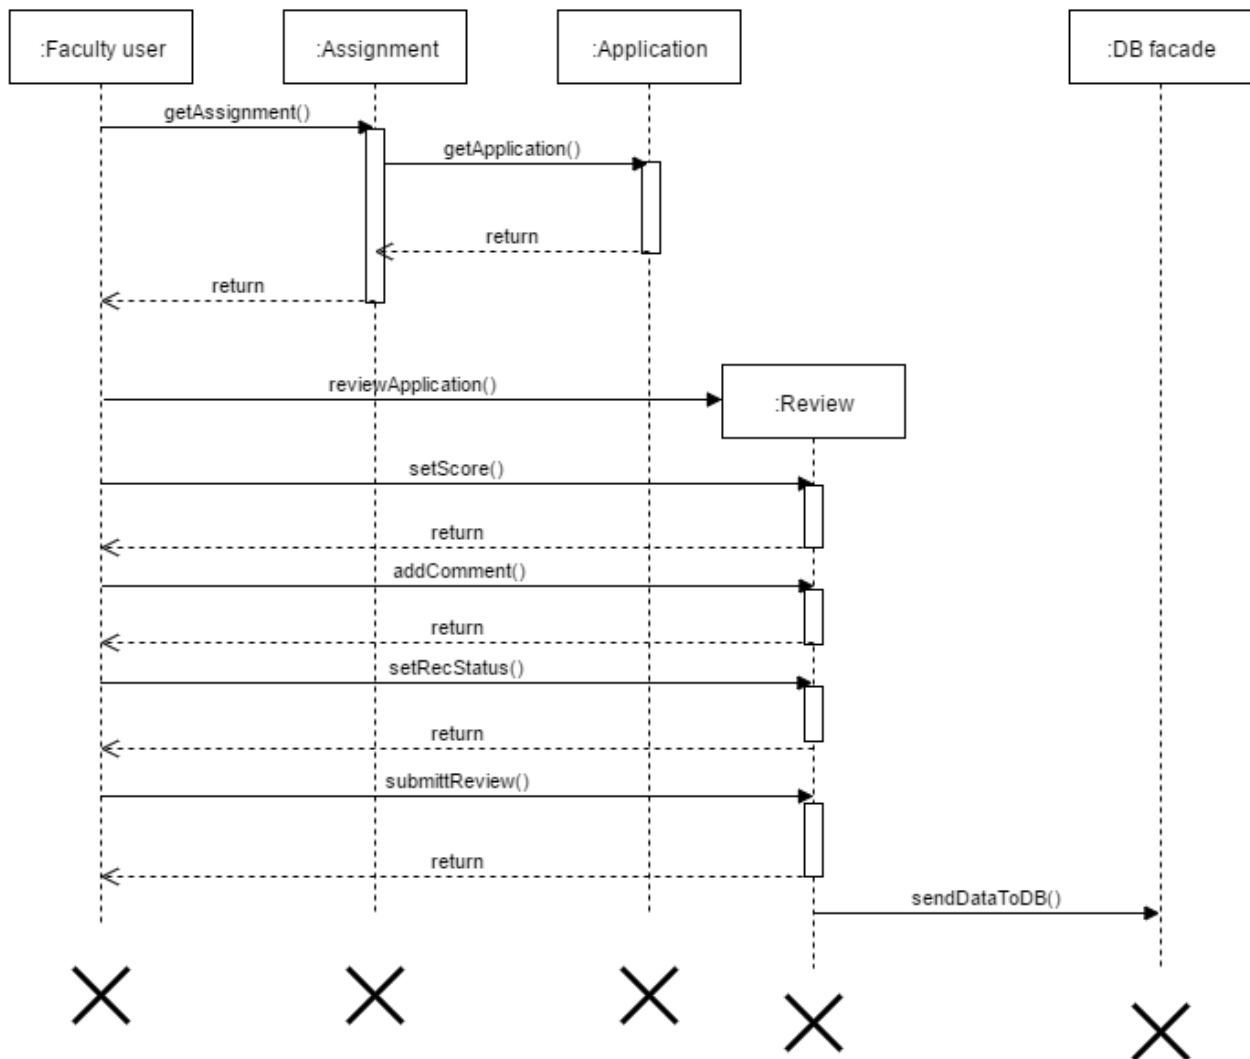 :Faculty user
:Assignment
:Application
:DB facade
getAssignment()
getApplication()
return
return
reviewApplication()
:Review
setScore()
return
addComment()
return
setRecStatus()
return
submittReview()
return
sendDataToDB()